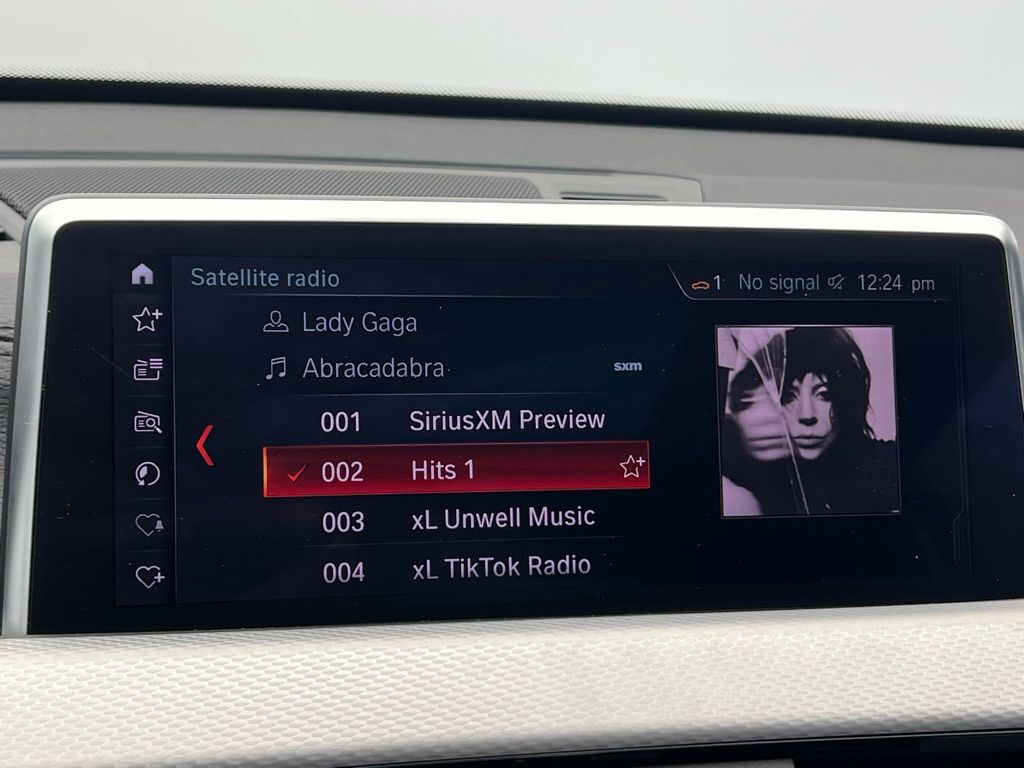 Satellite radio
1 No signal 12:24 pm
Lady Gaga
Abracadabra sxm
001 SiriusXM Preview
002 Hits 1
003 xL Unwell Music
004 xL TikTok Radio